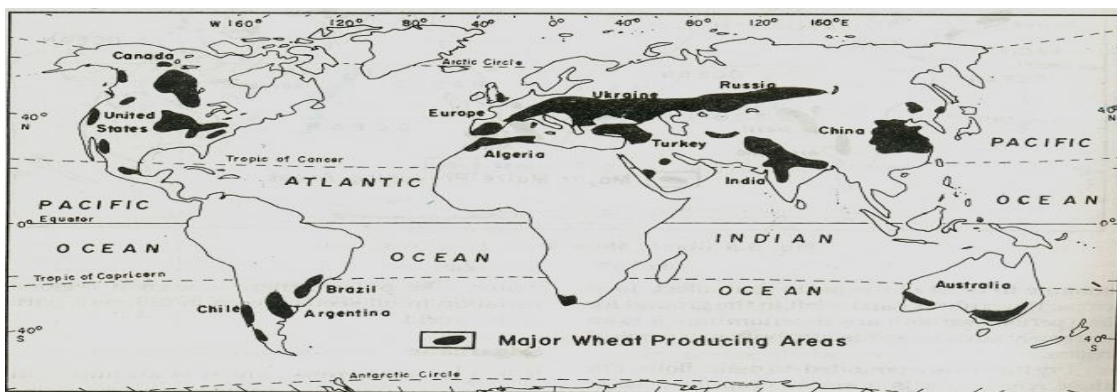 W 160° 120° 80° 40° 0° 40° 80° 120° 160° E
Canada
Arctic Circle
Ukraine
Russia
United
States
Europe
40°
N
40°
N
Algeria
Turkey
China
PACIFIC
Tropic of Cancer
ATLANTIC
India
OCEAN
PACIFIC
0° Equator
0°
OCEAN
OCEAN
INDIAN
Tropic of Capricorn
OCEAN
Brazil
Australia
Chile
Argentina
40°
S
40°
S
Major Wheat Producing Areas
Antarctic Circle